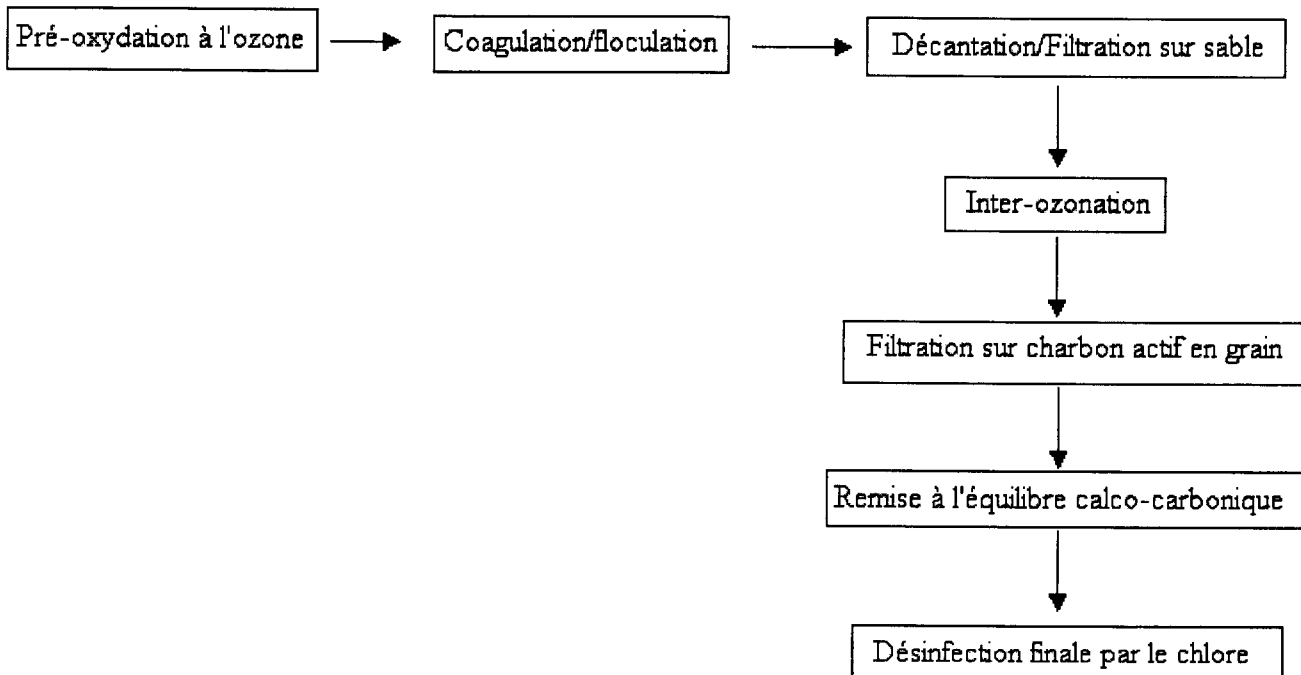 Pré-oxydation à l'ozone
Coagulation/floculation
Décantation/Filtration sur sable
Inter-ozonation
Filtration sur charbon actif en grain
Remise à l'équilibre calco-carbonique
Désinfection finale par le chlore